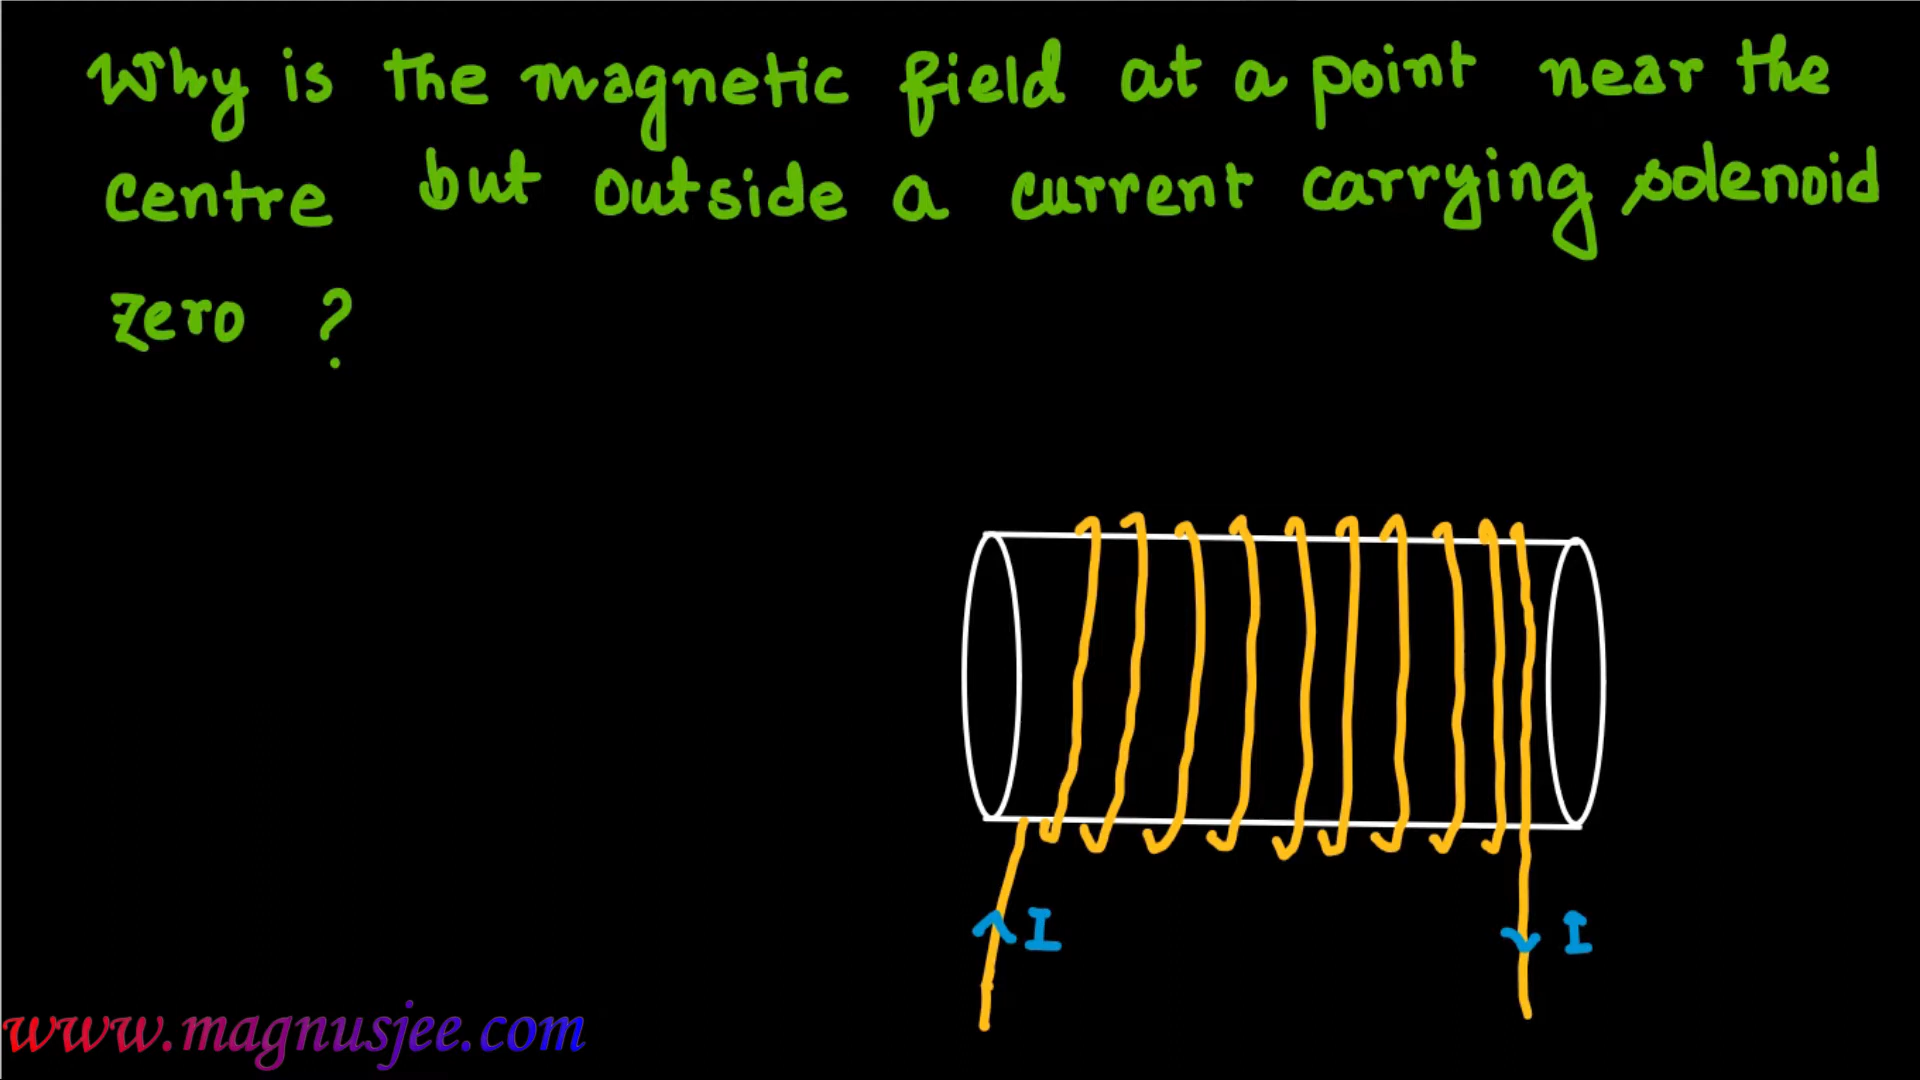 Why is the magnetic field at a point near the
centre but outside a current carrying solenoid
zero ?
I
I
www.magnusjee.com